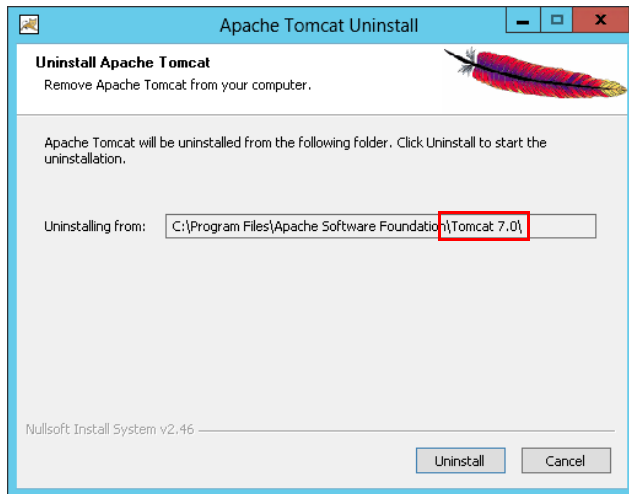 Apache Tomcat Uninstall
Uninstall Apache Tomcat
Remove Apache Tomcat from your computer.
Apache Tomcat will be uninstalled from the following folder. Click Uninstall to start the
uninstallation.
Uninstalling from: C:\Program Files\Apache Software Foundation\Tomcat 7.0\
Nullsoft Install System v2.46
Uninstall Cancel